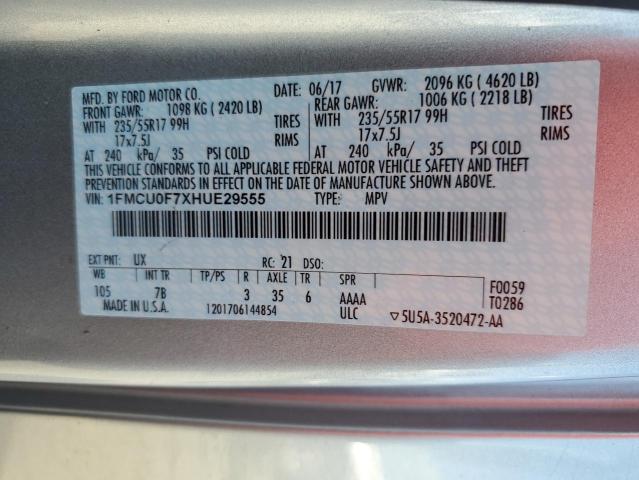 MFD. BY FORD MOTOR CO.
DATE: 06/17 GVWR: 2096 KG ( 4620 LB)
FRONT GAWR: 1098 KG ( 2420 LB) REAR GAWR: 1006 KG ( 2218 LB)
WITH 235/55R17 99H TIRES WITH 235/55R17 99H TIRES
17x7.5J RIMS 17x7.5J RIMS
AT 240 kPa/ 35 PSI COLD AT 240 kPa/ 35 PSI COLD
THIS VEHICLE CONFORMS TO ALL APPLICABLE FEDERAL MOTOR VEHICLE SAFETY AND THEFT
PREVENTION STANDARDS IN EFFECT ON THE DATE OF MANUFACTURE SHOWN ABOVE.
VIN: 1FMCU0F7XHUE29555 TYPE: MPV
EXT PNT: UX RC: 21 DSO:
WB INT TR TP/PS R AXLE TR SPR F0059
105 7B 3 35 6 AAAA T0286
MADE IN U.S.A. 1201706144854 ULC ▽5U5A-3520472-AA